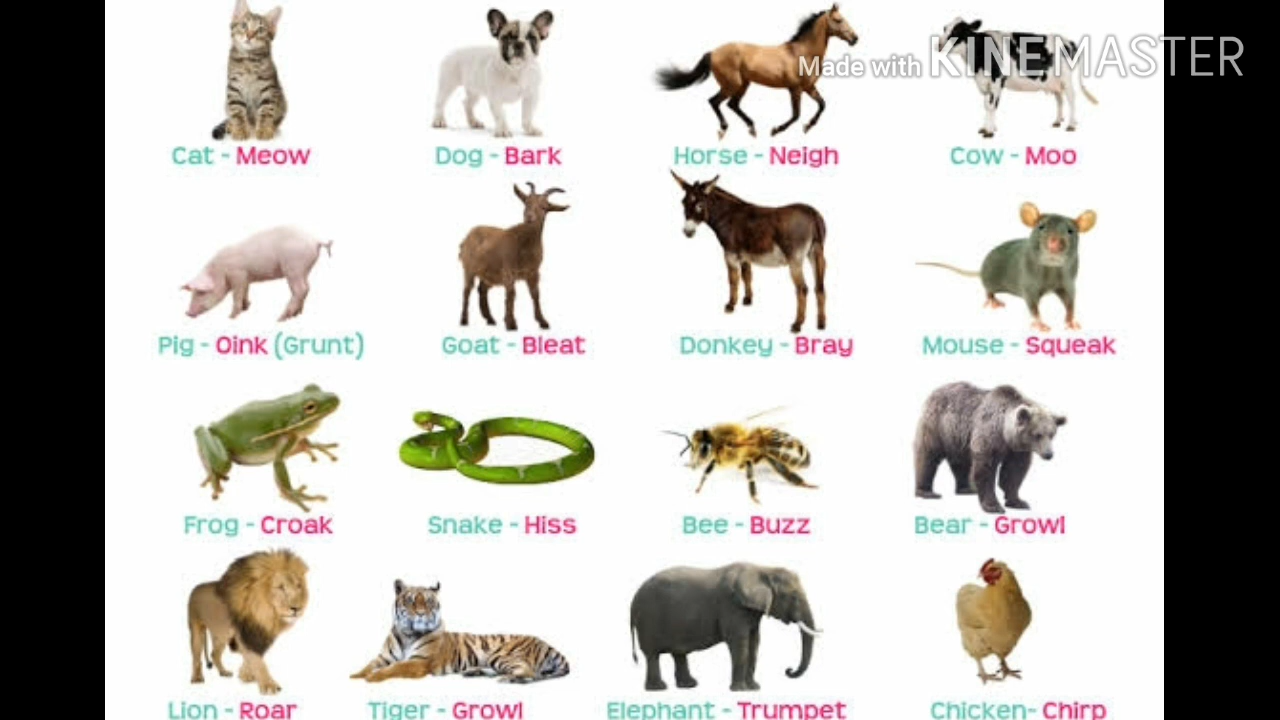 Made with KINEMASTER
Cat - Meow
Dog - Bark
Horse - Neigh
Cow - Moo
Pig - Oink (Grunt)
Goat - Bleat
Donkey - Bray
Mouse - Squeak
Frog - Croak
Snake - Hiss
Bee - Buzz
Bear - Growl
Lion - Roar
Tiger - Growl
Elephant - Trumpet
Chicken- Chirp